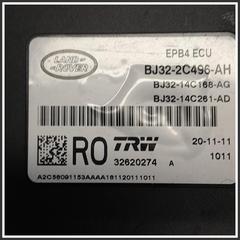 LAND
ROVER
EPB4 ECU
BJ32-2C496-AH
BJ32-14C168-AG
BJ32-14C261-AD
RO TRW 20-11-11
32620274 A 1011
A2C56091153AAAA181120111011